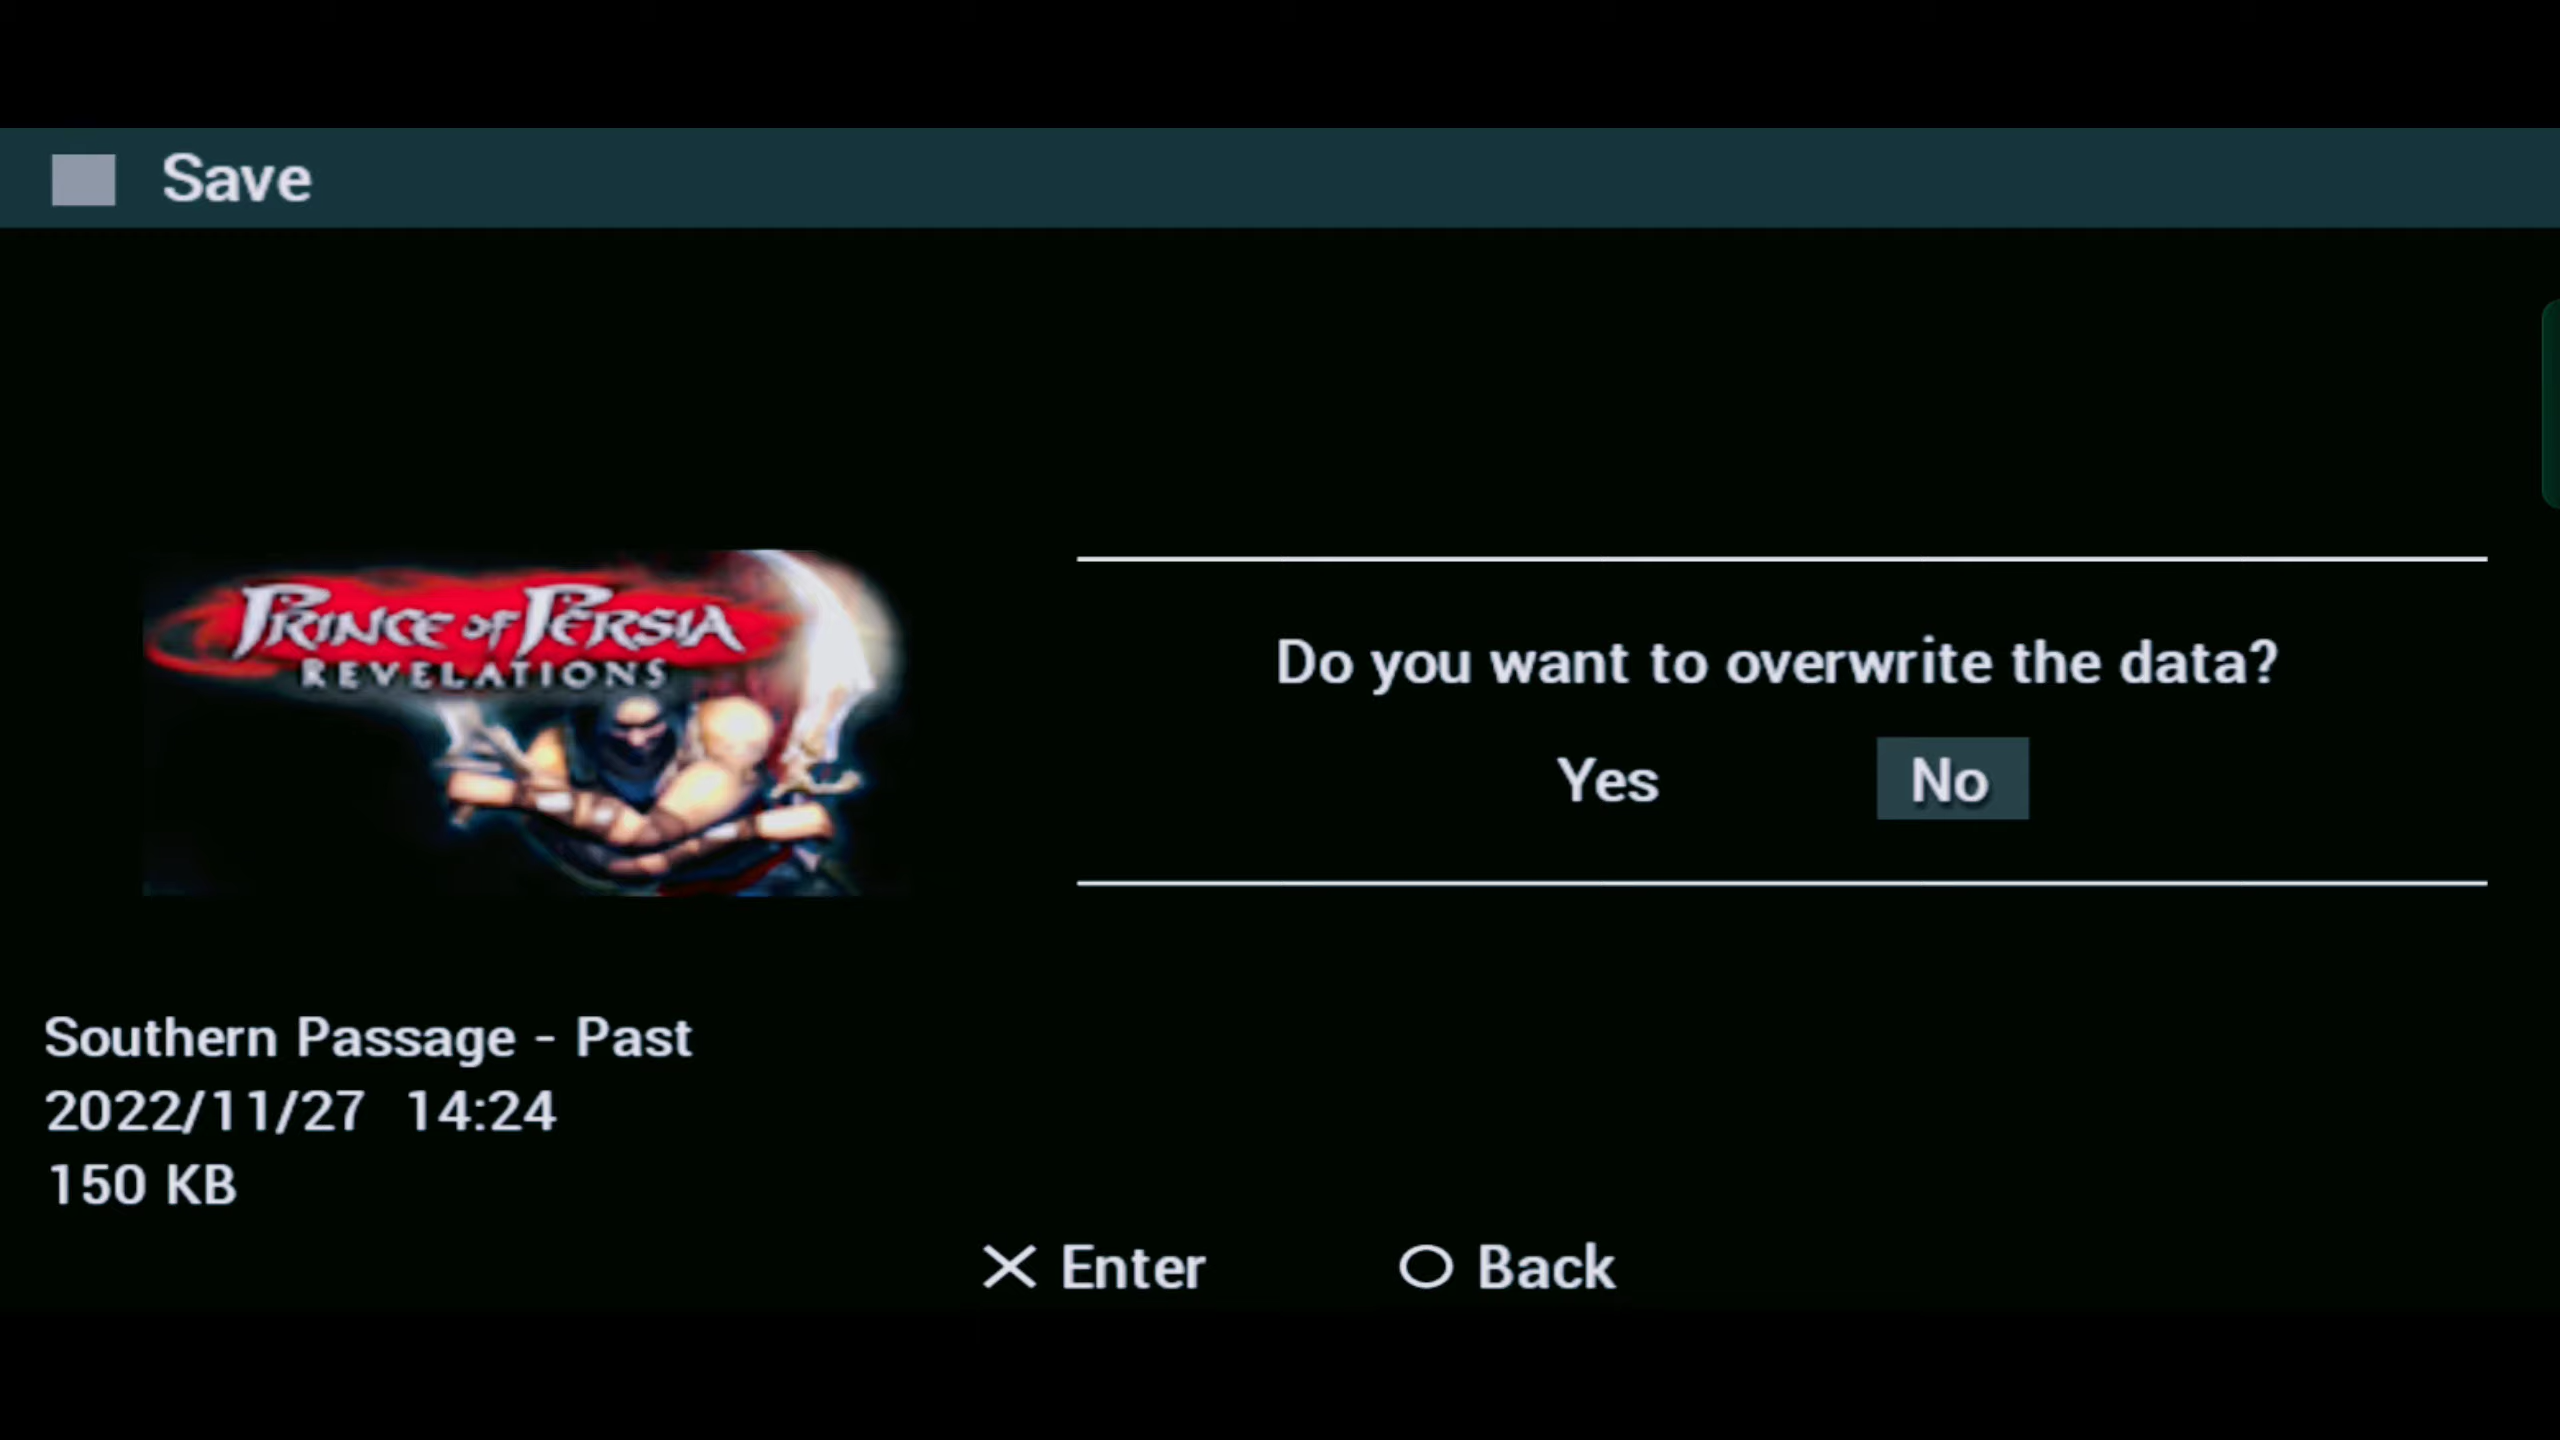 Save
PRINCE OF PERSIA
REVELATIONS
Do you want to overwrite the data?
Yes No
Southern Passage - Past
2022/11/27 14:24
150 KB
Enter Back